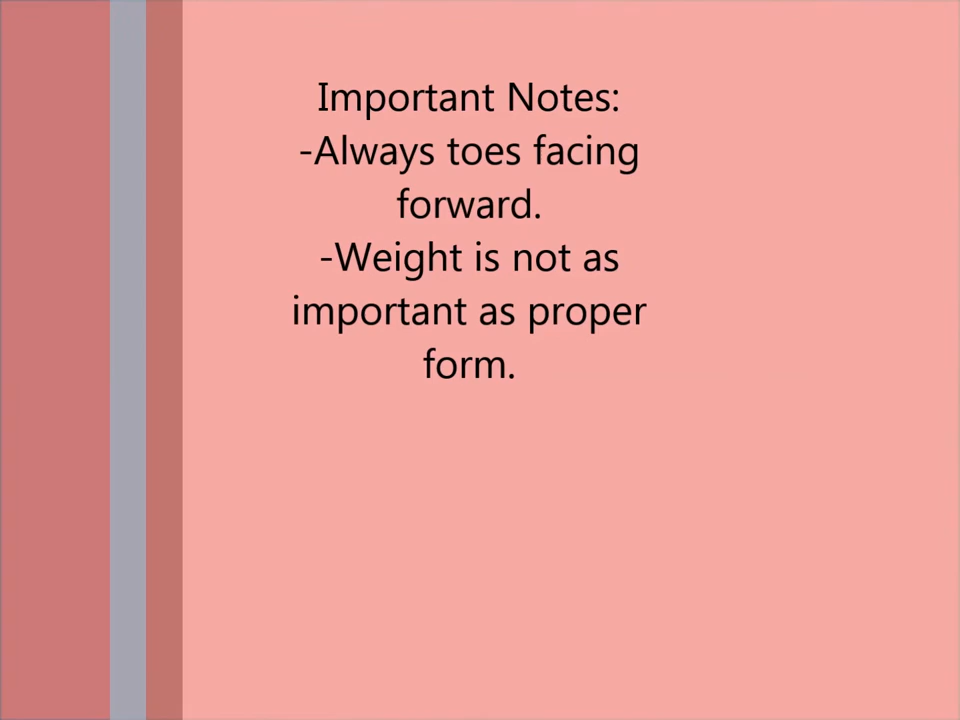 Important Notes:
-Always toes facing
forward.
-Weight is not as
important as proper
form.